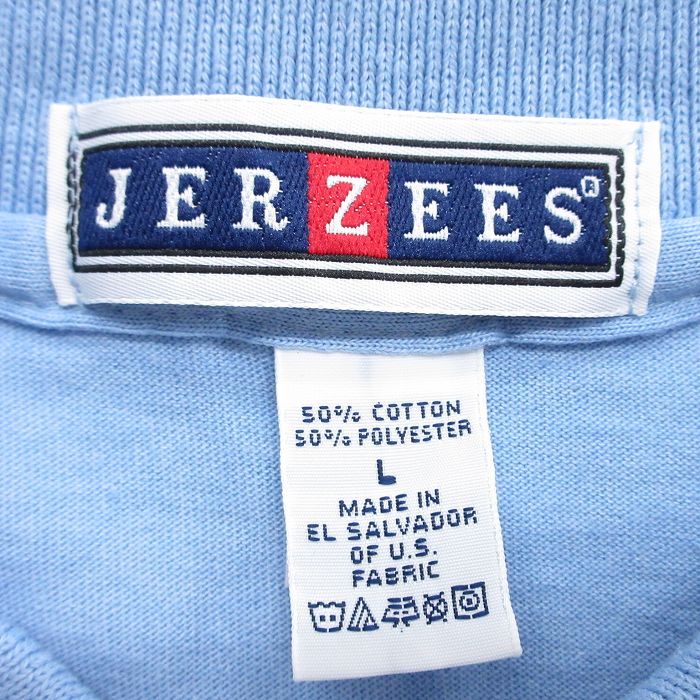 JERZEES®
50% COTTON
50% POLYESTER
L
MADE IN
EL SALVADOR
OF U.S.
FABRIC